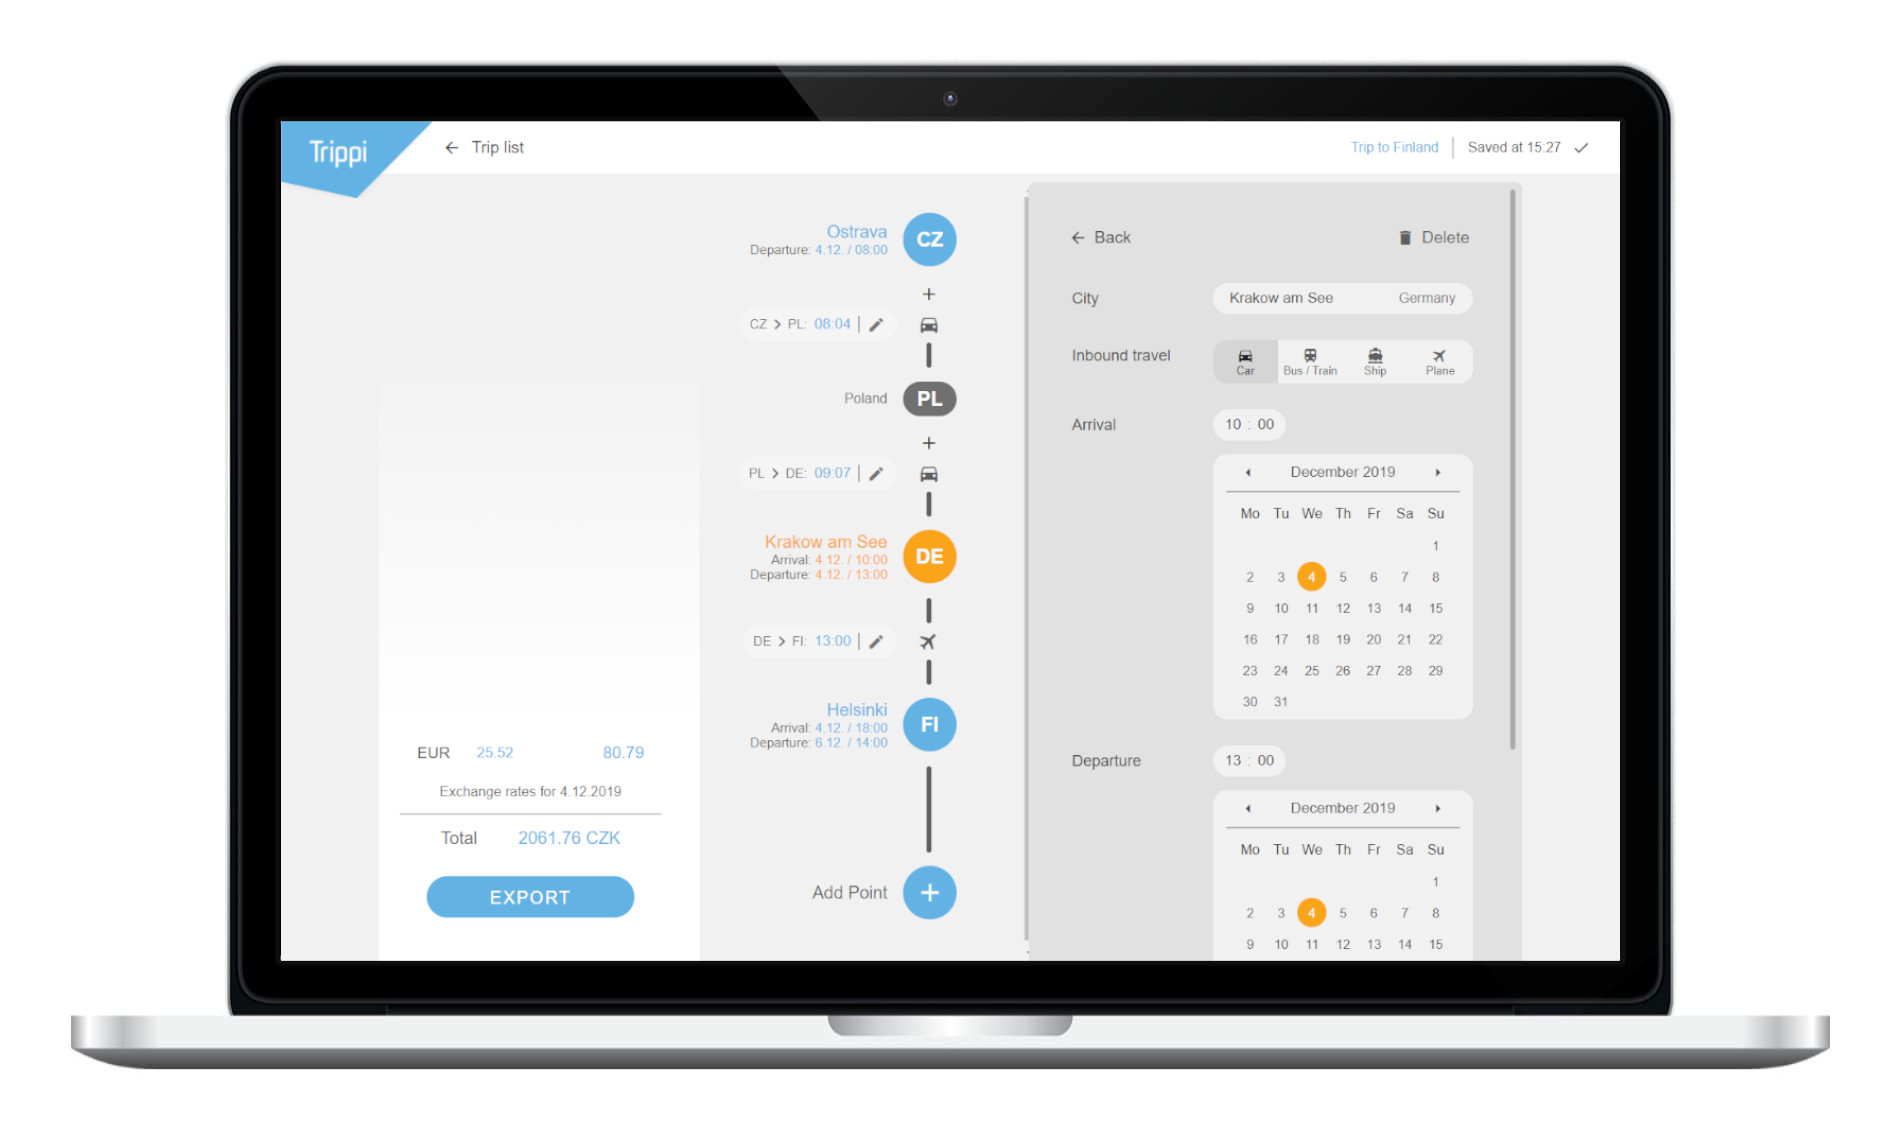 Trippi
← Trip list
Trip to Finland | Saved at 15:27
EUR 25.52 80.79
Exchange rates for 4.12.2019
Total 2061.76 CZK
EXPORT
Ostrava
Departure: 4.12. / 08:00
CZ
+
CZ > PL: 08:04 |
Poland
PL
+
PL > DE: 09:07 |
Krakow am See
Arrival: 4.12. / 10:00
Departure: 4.12. / 13:00
DE
DE > FI: 13:00 |
Helsinki
Arrival: 4.12. / 18:00
Departure: 6.12. / 14:00
FI
Add Point +
← Back Delete
City Krakow am See Germany
Inbound travel
Car Bus / Train Ship Plane
Arrival 10 : 00
December 2019
Mo Tu We Th Fr Sa Su
1
2 3 4 5 6 7 8
9 10 11 12 13 14 15
16 17 18 19 20 21 22
23 24 25 26 27 28 29
30 31
Departure 13 : 00
December 2019
Mo Tu We Th Fr Sa Su
1
2 3 4 5 6 7 8
9 10 11 12 13 14 15